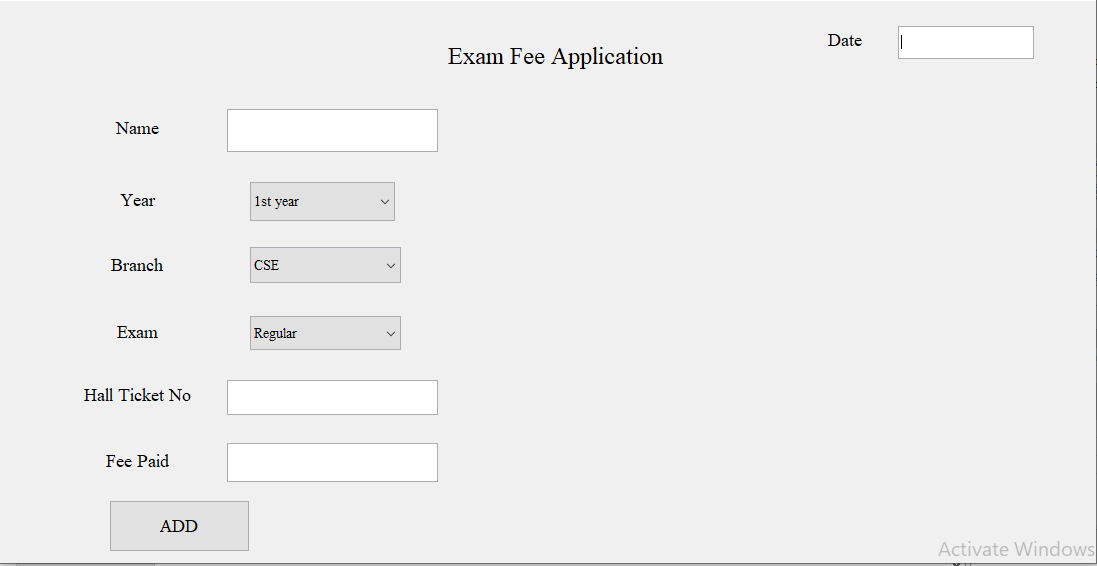 Date
Exam Fee Application
Name
Year 1st year
Branch CSE
Exam Regular
Hall Ticket No
Fee Paid
ADD
Activate Windows